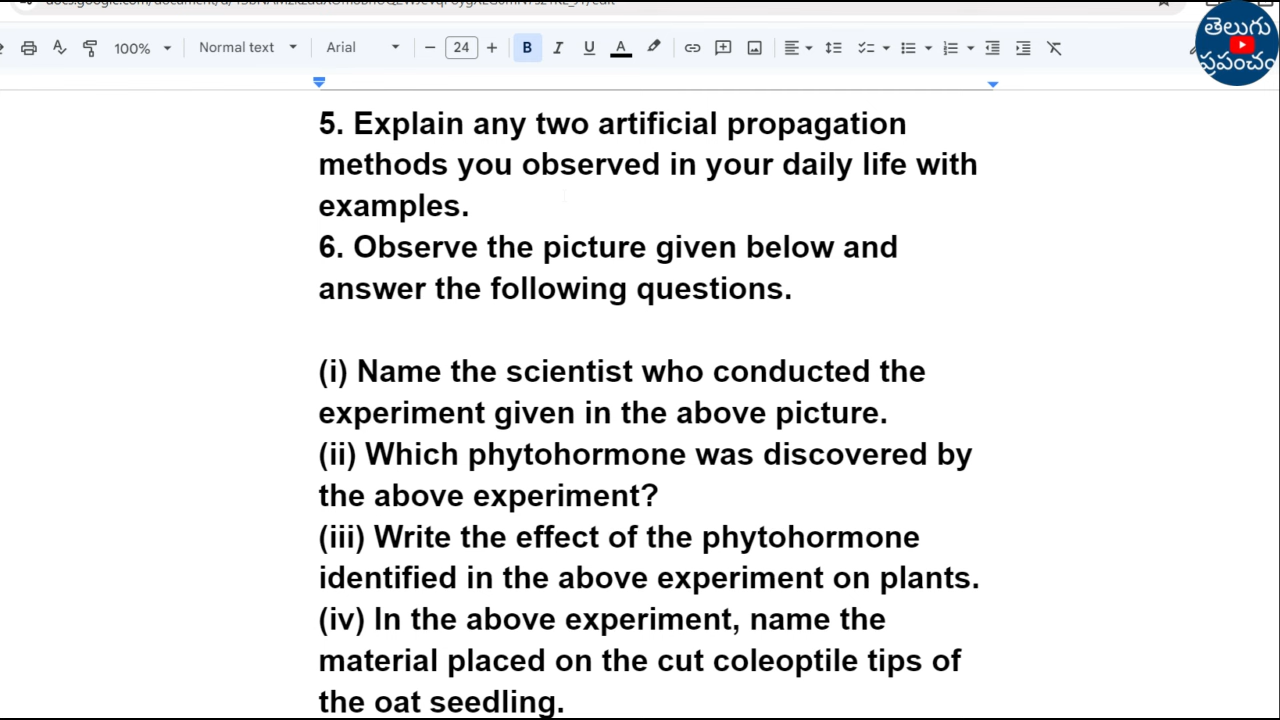 100%
Normal text
Arial
24
B
I
U
A
తెలుగు
ప్రపంచం
5. Explain any two artificial propagation
methods you observed in your daily life with
examples.
6. Observe the picture given below and
answer the following questions.
(i) Name the scientist who conducted the
experiment given in the above picture.
(ii) Which phytohormone was discovered by
the above experiment?
(iii) Write the effect of the phytohormone
identified in the above experiment on plants.
(iv) In the above experiment, name the
material placed on the cut coleoptile tips of
the oat seedling.